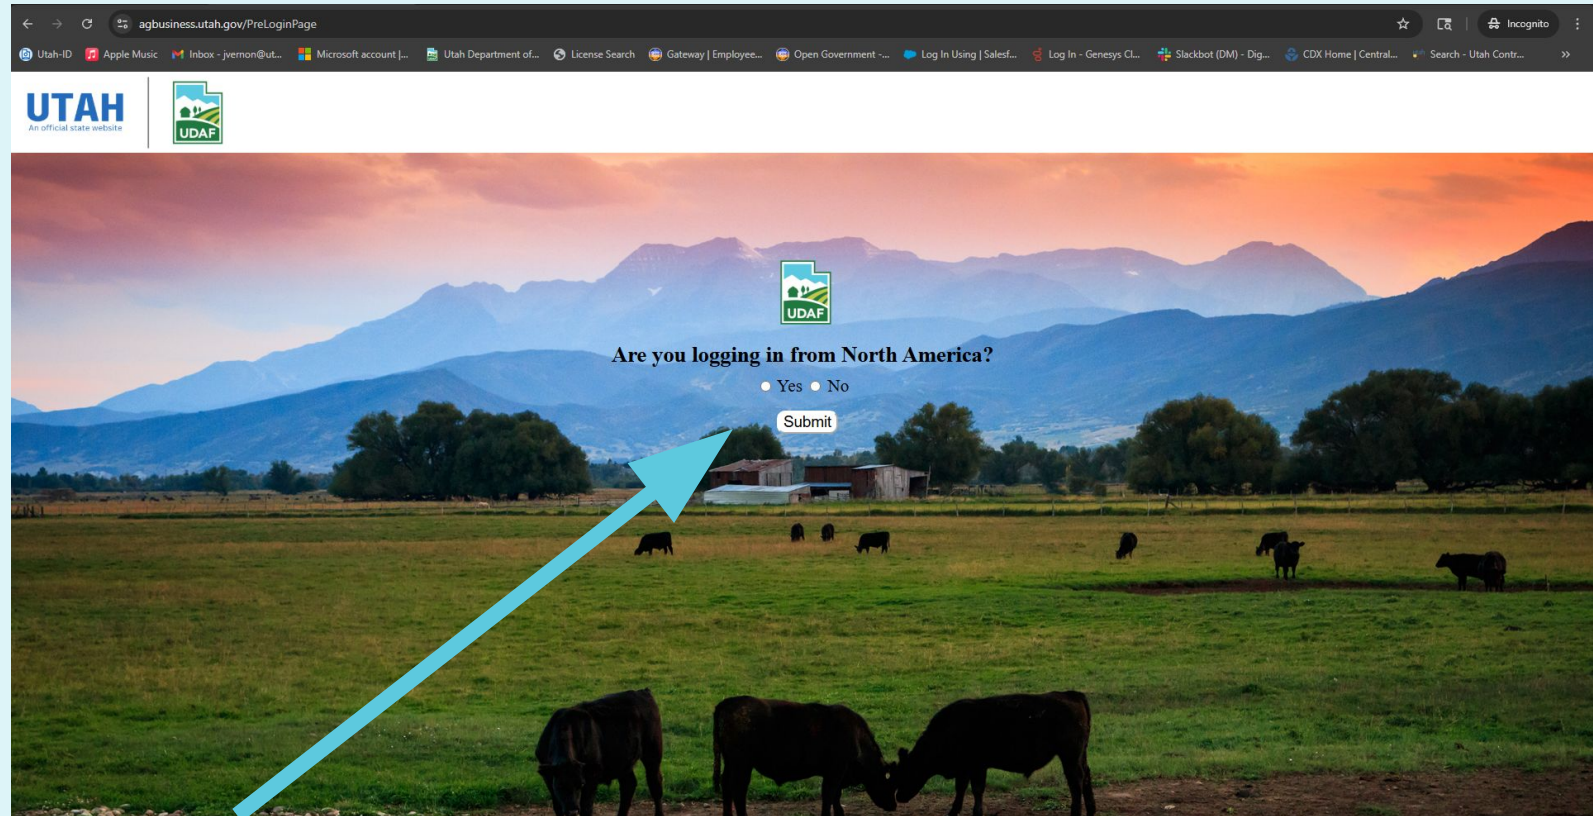 agbusiness.utah.gov/PreLoginPage
Incognito
Utah-ID
Apple Music
Inbox - jvernon@ut...
Microsoft account |...
Utah Department of...
License Search
Gateway | Employee...
Open Government -...
Log In Using | Salesf...
Log In - Genesys Cl...
Slackbot (DM) - Dig...
CDX Home | Central...
Search - Utah Contr...
UTAH
An official state website
UDAF
UDAF
Are you logging in from North America?
Yes No
Submit